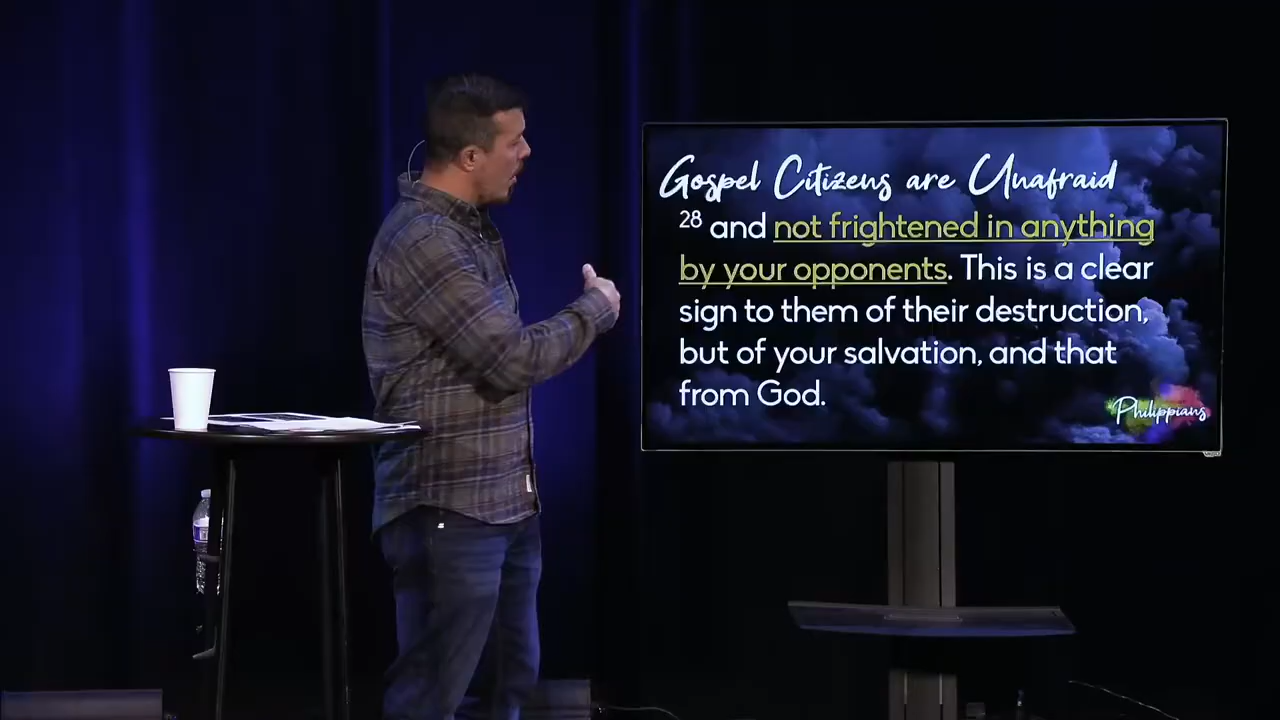 Gospel Citizens are Unafraid
28 and not frightened in anything
by your opponents. This is a clear
sign to them of their destruction,
but of your salvation, and that
from God.
Philippians